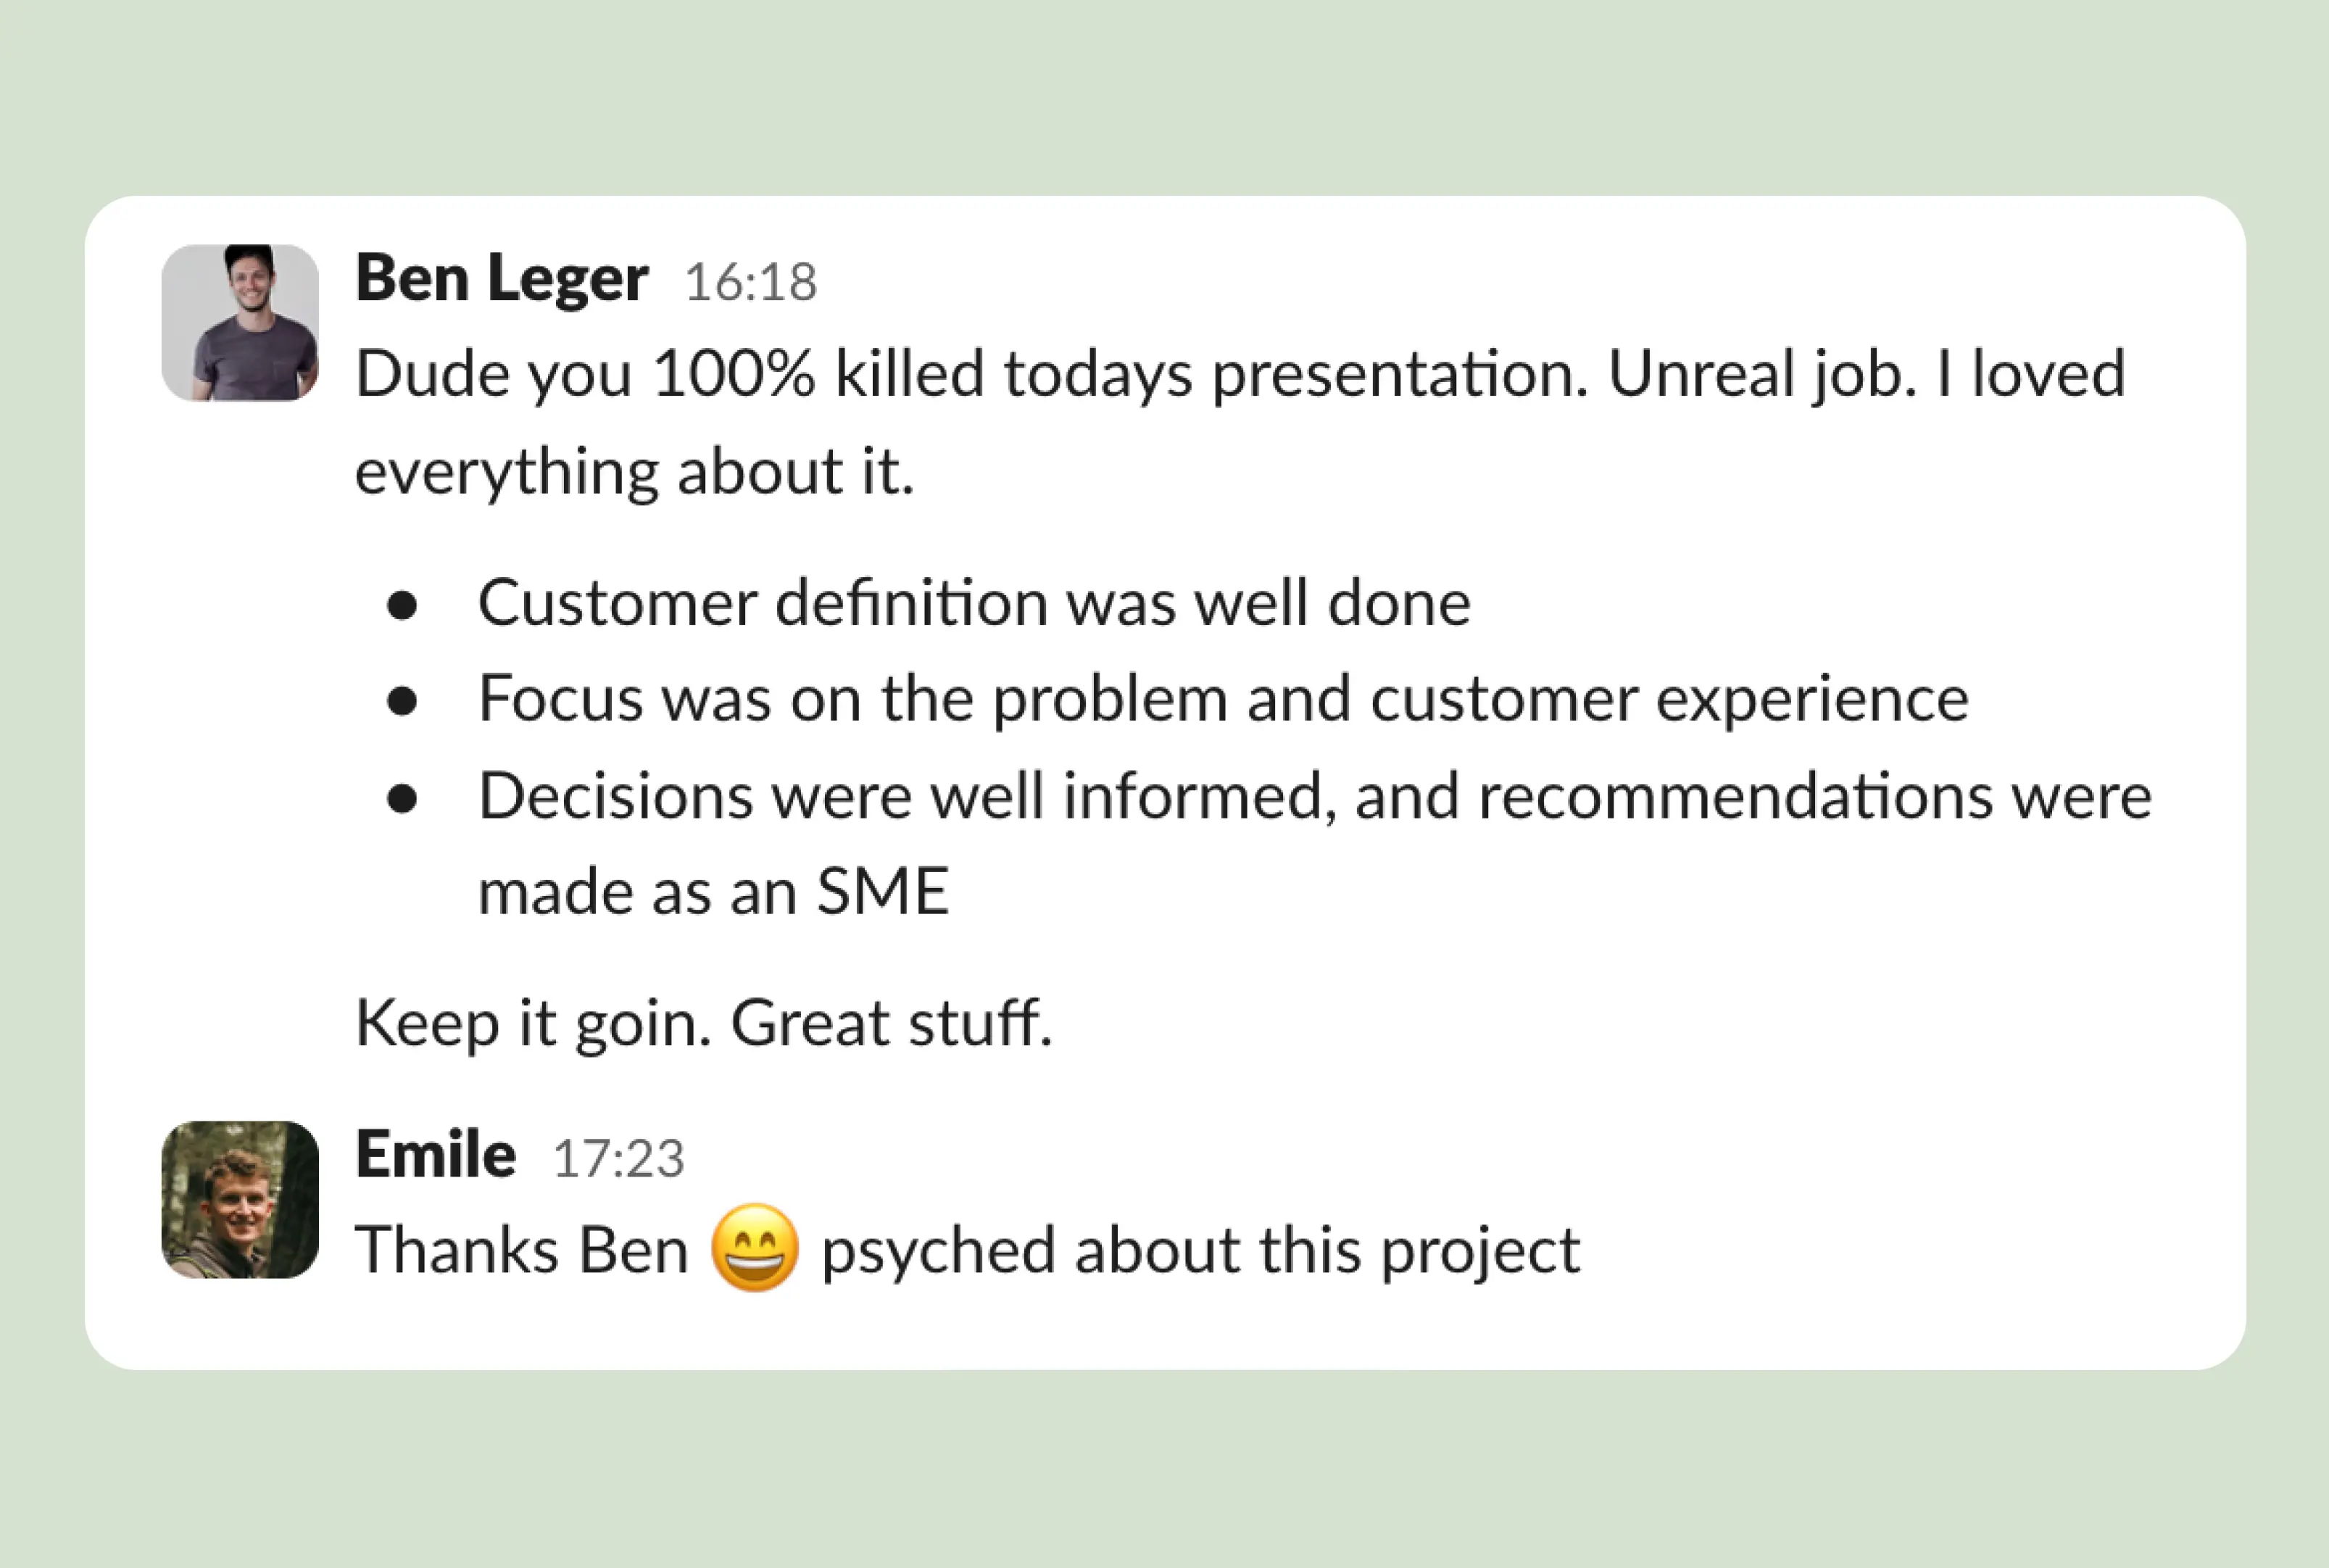 Ben Leger 16:18
Dude you 100% killed todays presentation. Unreal job. I loved
everything about it.
● Customer definition was well done
● Focus was on the problem and customer experience
● Decisions were well informed, and recommendations were
made as an SME
Keep it goin. Great stuff.
Emile 17:23
Thanks Ben 😄 psyched about this project